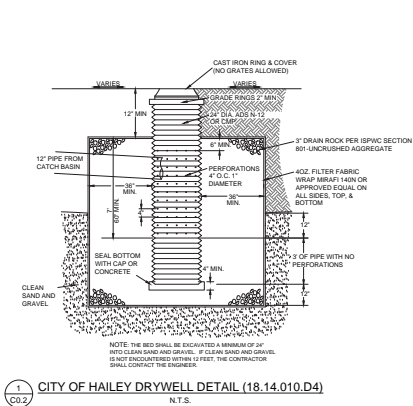 CAST IRON RING & COVER
(NO GRATES ALLOWED)
VARIES
VARIES
GRADE RINGS 2" MIN
12" MIN
24" DIA. ADS N-12
OR CMP
6" MIN.
3" DRAIN ROCK PER ISPWC SECTION
801-UNCRUSHED AGGREGATE
12" PIPE FROM
CATCH BASIN
PERFORATIONS
4" O.C. 1"
DIAMETER
4OZ. FILTER FABRIC
WRAP MIRAFI 140N OR
APPROVED EQUAL ON
ALL SIDES, TOP, &
BOTTOM
36"
MIN.
36"
MIN.
60' MIN.
12"
SEAL BOTTOM
WITH CAP OR
CONCRETE
4" MIN.
3' OF PIPE WITH NO
PERFORATIONS
12"
CLEAN
SAND AND
GRAVEL
NOTE: THE BED SHALL BE EXCAVATED A MINIMUM OF 24"
INTO CLEAN SAND AND GRAVEL. IF CLEAN SAND AND GRAVEL
IS NOT ENCOUNTERED WITHIN 12 FEET, THE CONTRACTOR
SHALL CONTACT THE ENGINEER.
1
C0.2
CITY OF HAILEY DRYWELL DETAIL (18.14.010.D4)
N.T.S.